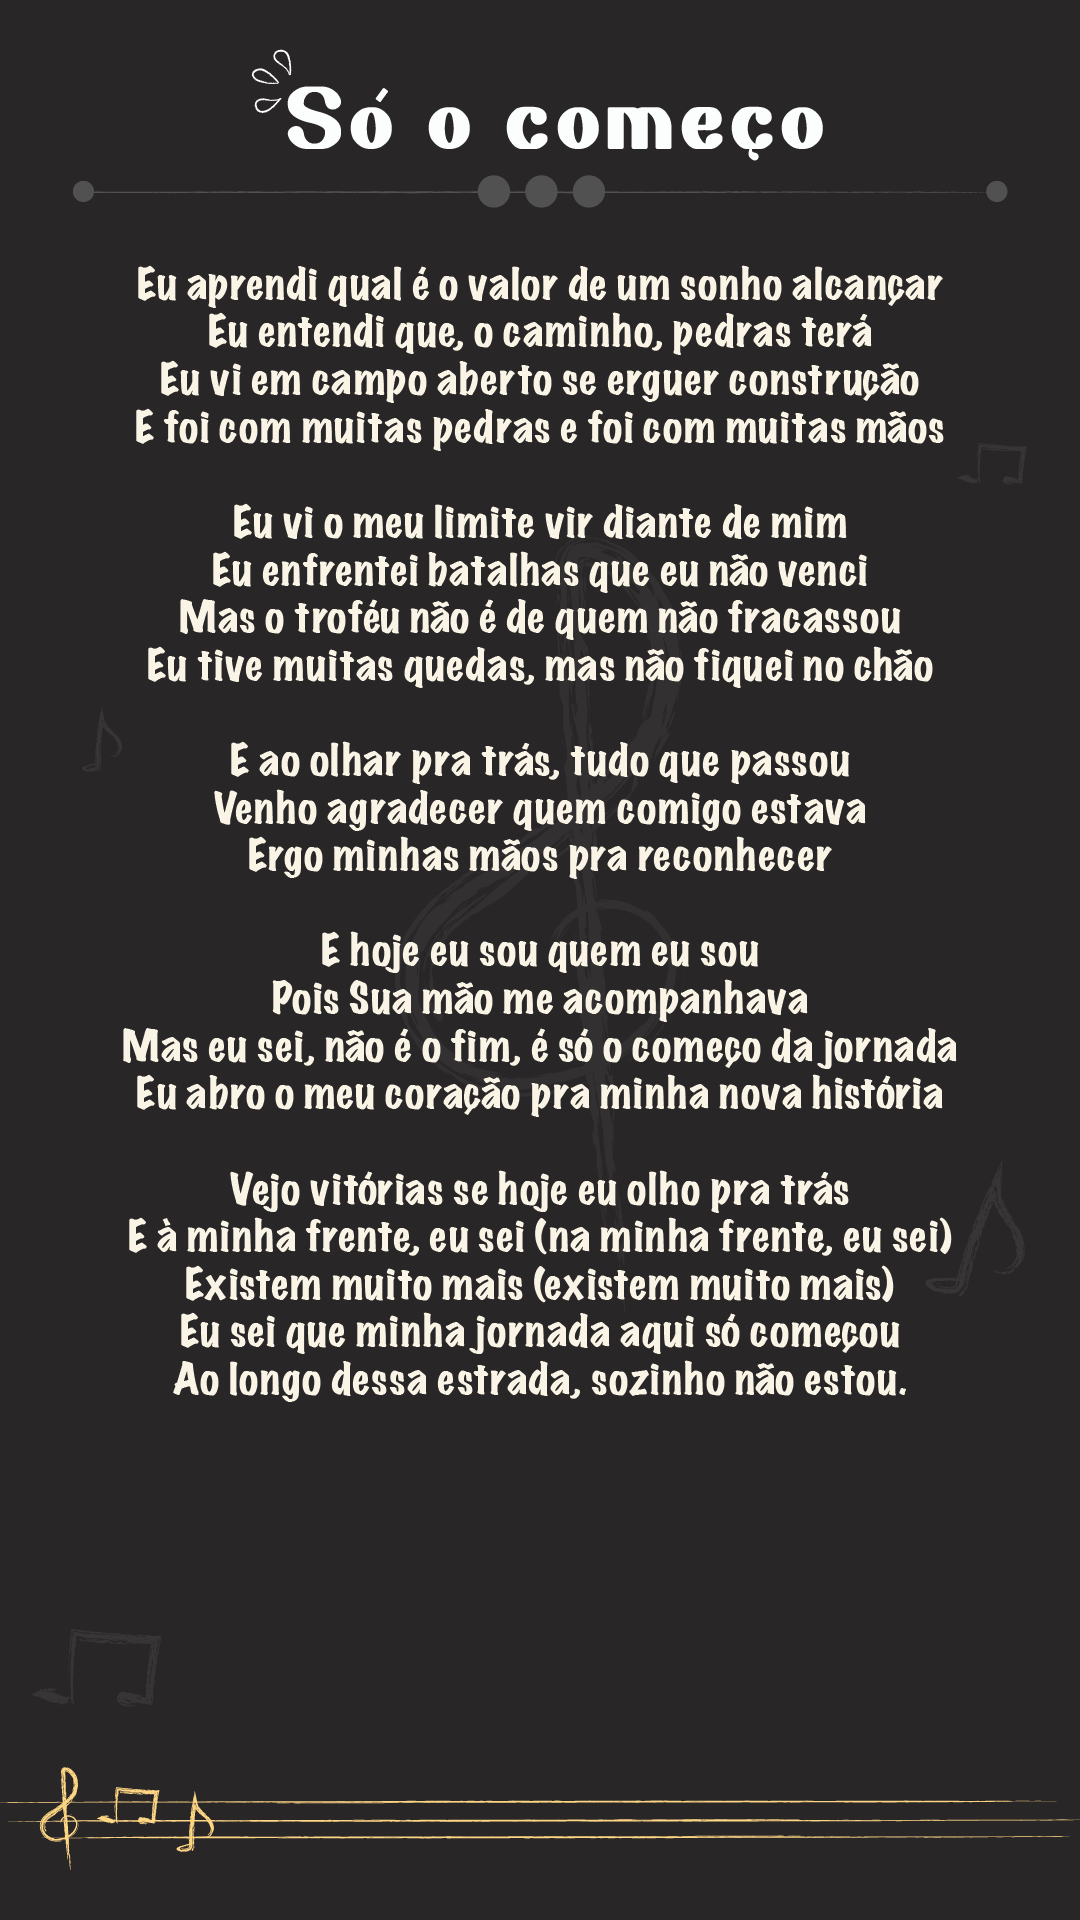 Só o começo
Eu aprendi qual é o valor de um sonho alcançar
Eu entendi que, o caminho, pedras terá
Eu vi em campo aberto se erguer construção
E foi com muitas pedras e foi com muitas mãos
Eu vi o meu limite vir diante de mim
Eu enfrentei batalhas que eu não venci
Mas o troféu não é de quem não fracassou
Eu tive muitas quedas, mas não fiquei no chão
E ao olhar pra trás, tudo que passou
Venho agradecer quem comigo estava
Ergo minhas mãos pra reconhecer
E hoje eu sou quem eu sou
Pois Sua mão me acompanhava
Mas eu sei, não é o fim, é só o começo da jornada
Eu abro o meu coração pra minha nova história
Vejo vitórias se hoje eu olho pra trás
E à minha frente, eu sei (na minha frente, eu sei)
Existem muito mais (existem muito mais)
Eu sei que minha jornada aqui só começou
Ao longo dessa estrada, sozinho não estou.